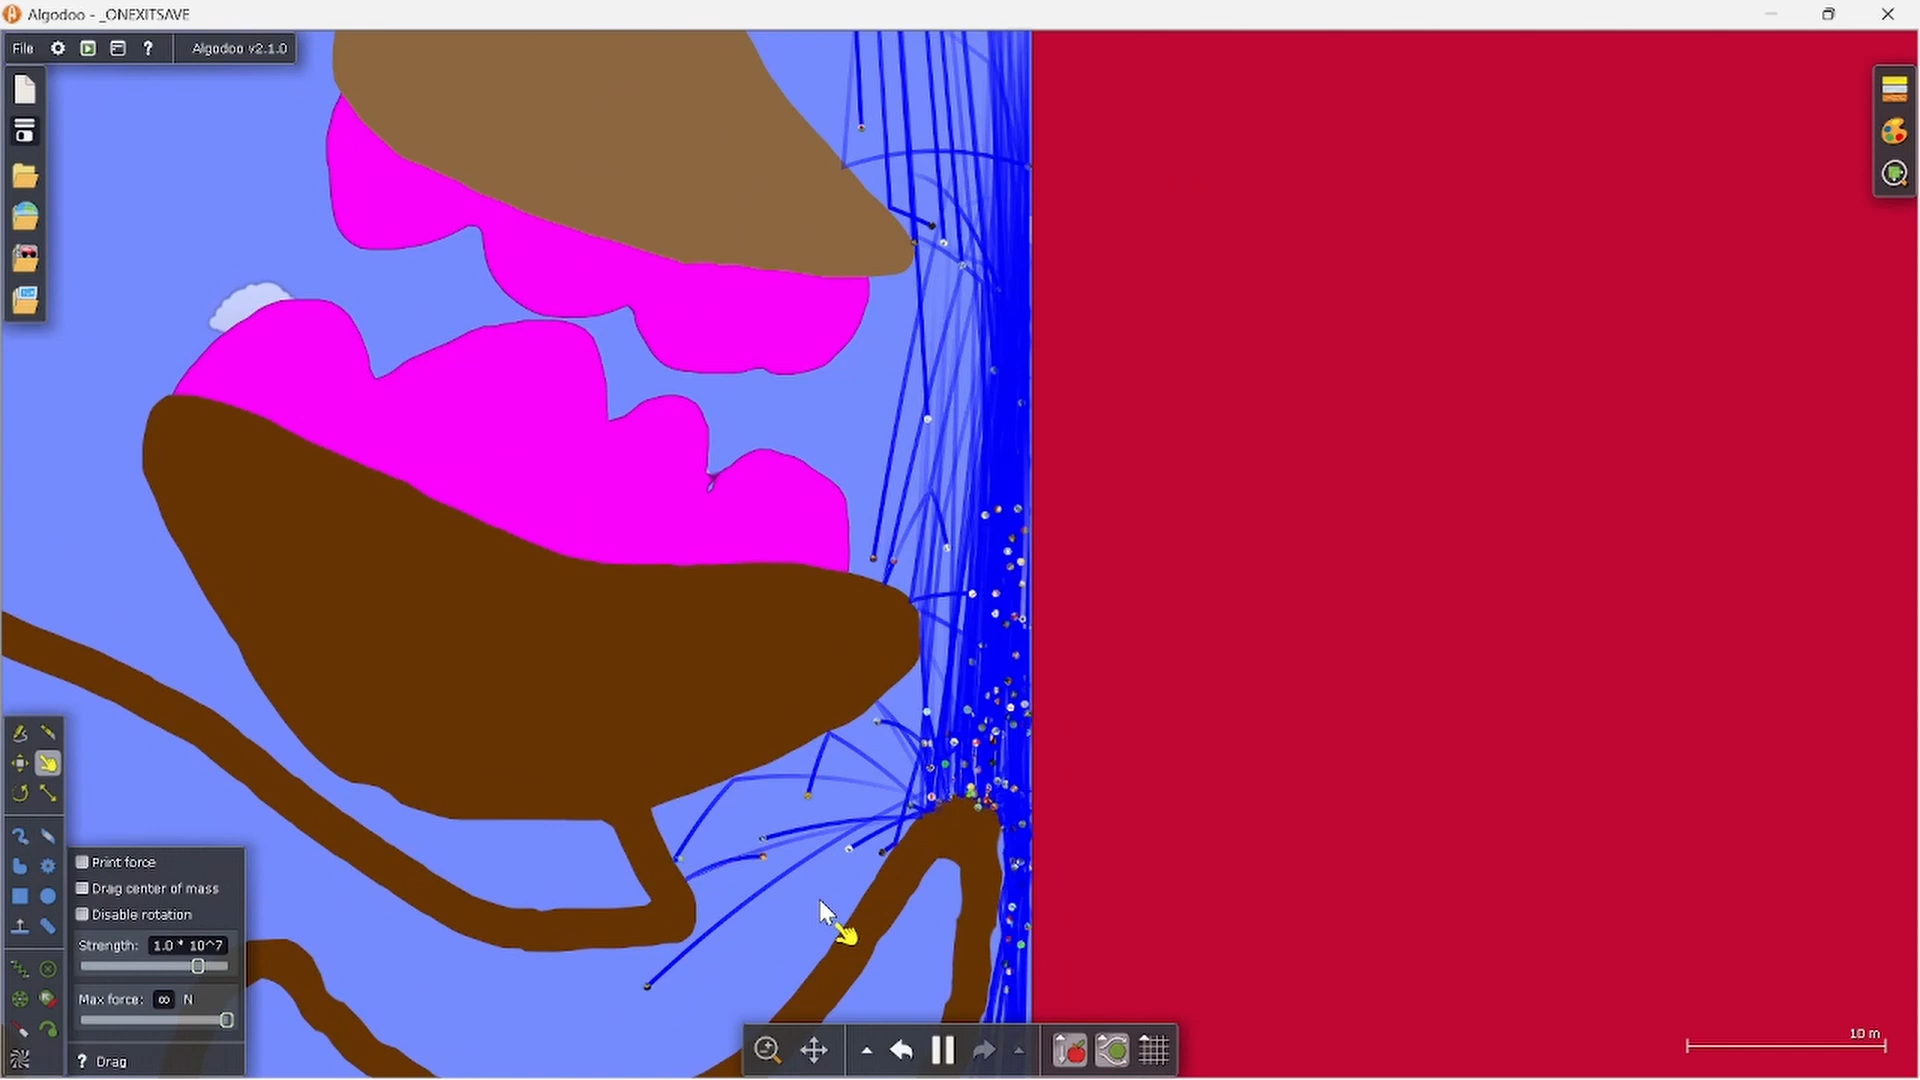 Algodoo - _ONEXITSAVE
File ? Algodoo v2.1.0
Print force
Drag center of mass
Disable rotation
Strength: 1.0 * 10^7
Max force: ∞ N
? Drag
10 m